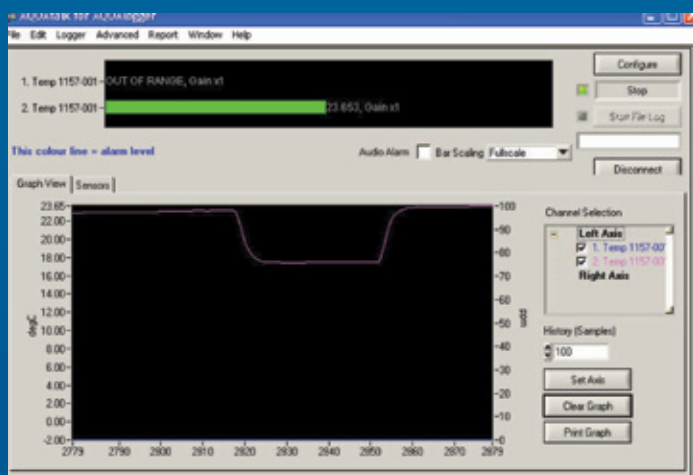 AQUAtalk for AQUAlogger
File Edit Logger Advanced Report Window Help
Configure
1. Temp 1157-001 - OUT OF RANGE, Gain x1
Stop
2. Temp 1157-001 - 23.653, Gain x1
Start File Log
This colour line = alarm level
Audio Alarm Bar Scaling Fullscale
Disconnect
Graph View Sensors
23.65
22.00
20.00
18.00
16.00
14.00
12.00
10.00
8.00
6.00
4.00
2.00
0.00
-2.00
degC
2779 2790 2800 2810 2820 2830 2840 2850 2860 2879
100
90
80
70
60
50
40
30
20
10
0
ppm
Channel Selection
Left Axis
1. Temp 1157-001
2. Temp 1157-001
Right Axis
History (Samples)
100
Set Axis
Clear Graph
Print Graph